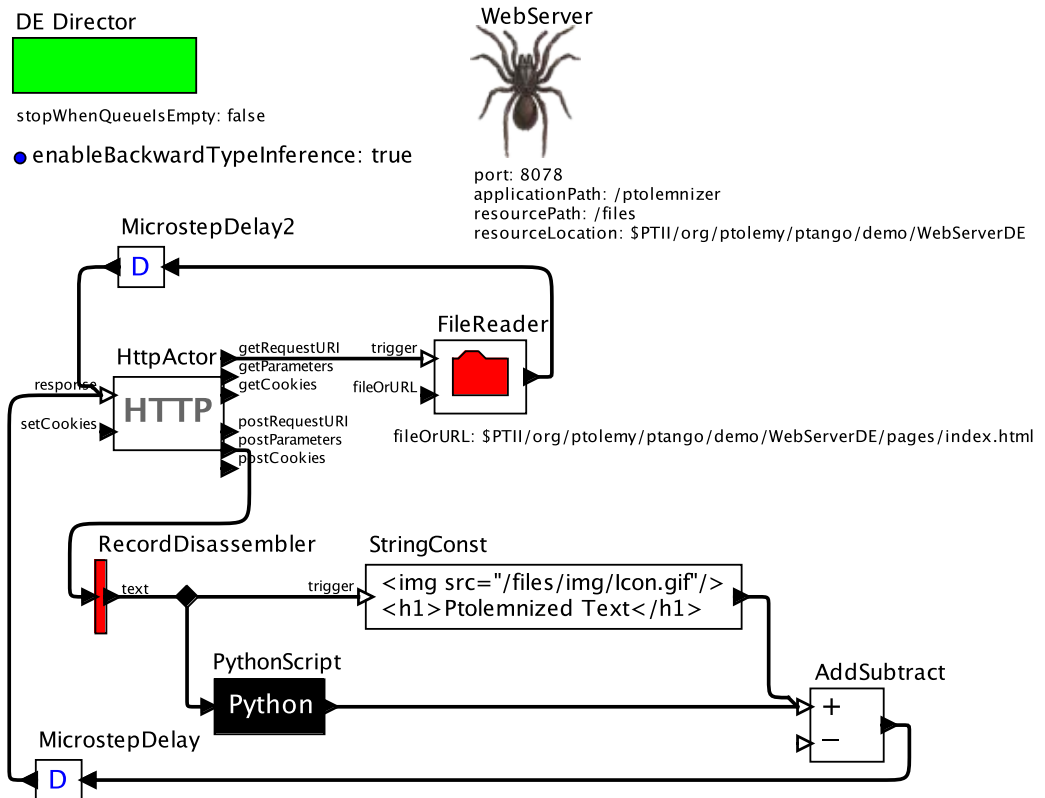 DE Director
stopWhenQueueIsEmpty: false
enableBackwardTypeInference: true
WebServer
port: 8078
applicationPath: /ptolemnizer
resourcePath: /files
resourceLocation: $PTII/org/ptolemy/ptango/demo/WebServerDE
MicrostepDelay2
D
HttpActor
response
setCookies
HTTP
getRequestURI
getParameters
getCookies
postRequestURI
postParameters
postCookies
FileReader
trigger
fileOrURL
fileOrURL: $PTII/org/ptolemy/ptango/demo/WebServerDE/pages/index.html
RecordDisassembler
text
StringConst
trigger
<img src="/files/img/Icon.gif"/>
<h1>Ptolemnized Text</h1>
PythonScript
Python
AddSubtract
+
−
MicrostepDelay
D